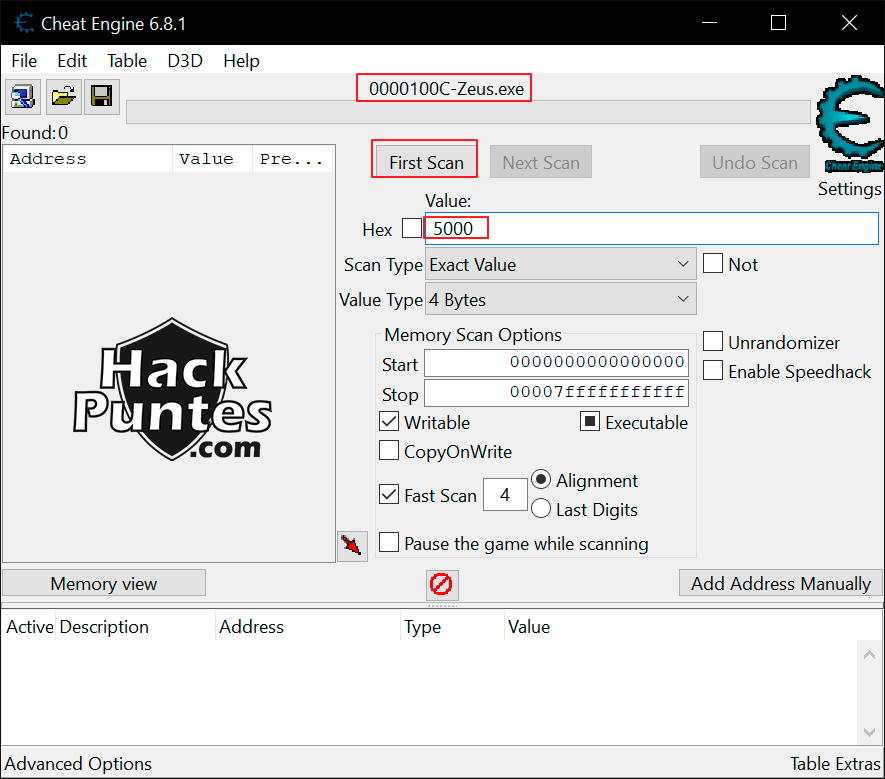 Cheat Engine 6.8.1
File Edit Table D3D Help
0000100C-Zeus.exe
Found:0
Address Value Pre...
First Scan Next Scan Undo Scan
Cheat Engine
Settings
Value:
Hex 5000
Scan Type Exact Value Not
Value Type 4 Bytes
Memory Scan Options
Unrandomizer
Start 0000000000000000
Enable Speedhack
Stop 00007fffffffffff
Writable Executable
CopyOnWrite
Fast Scan 4 Alignment
Last Digits
Pause the game while scanning
Hack
Puntes
.com
Memory view Add Address Manually
Active Description Address Type Value
Advanced Options Table Extras